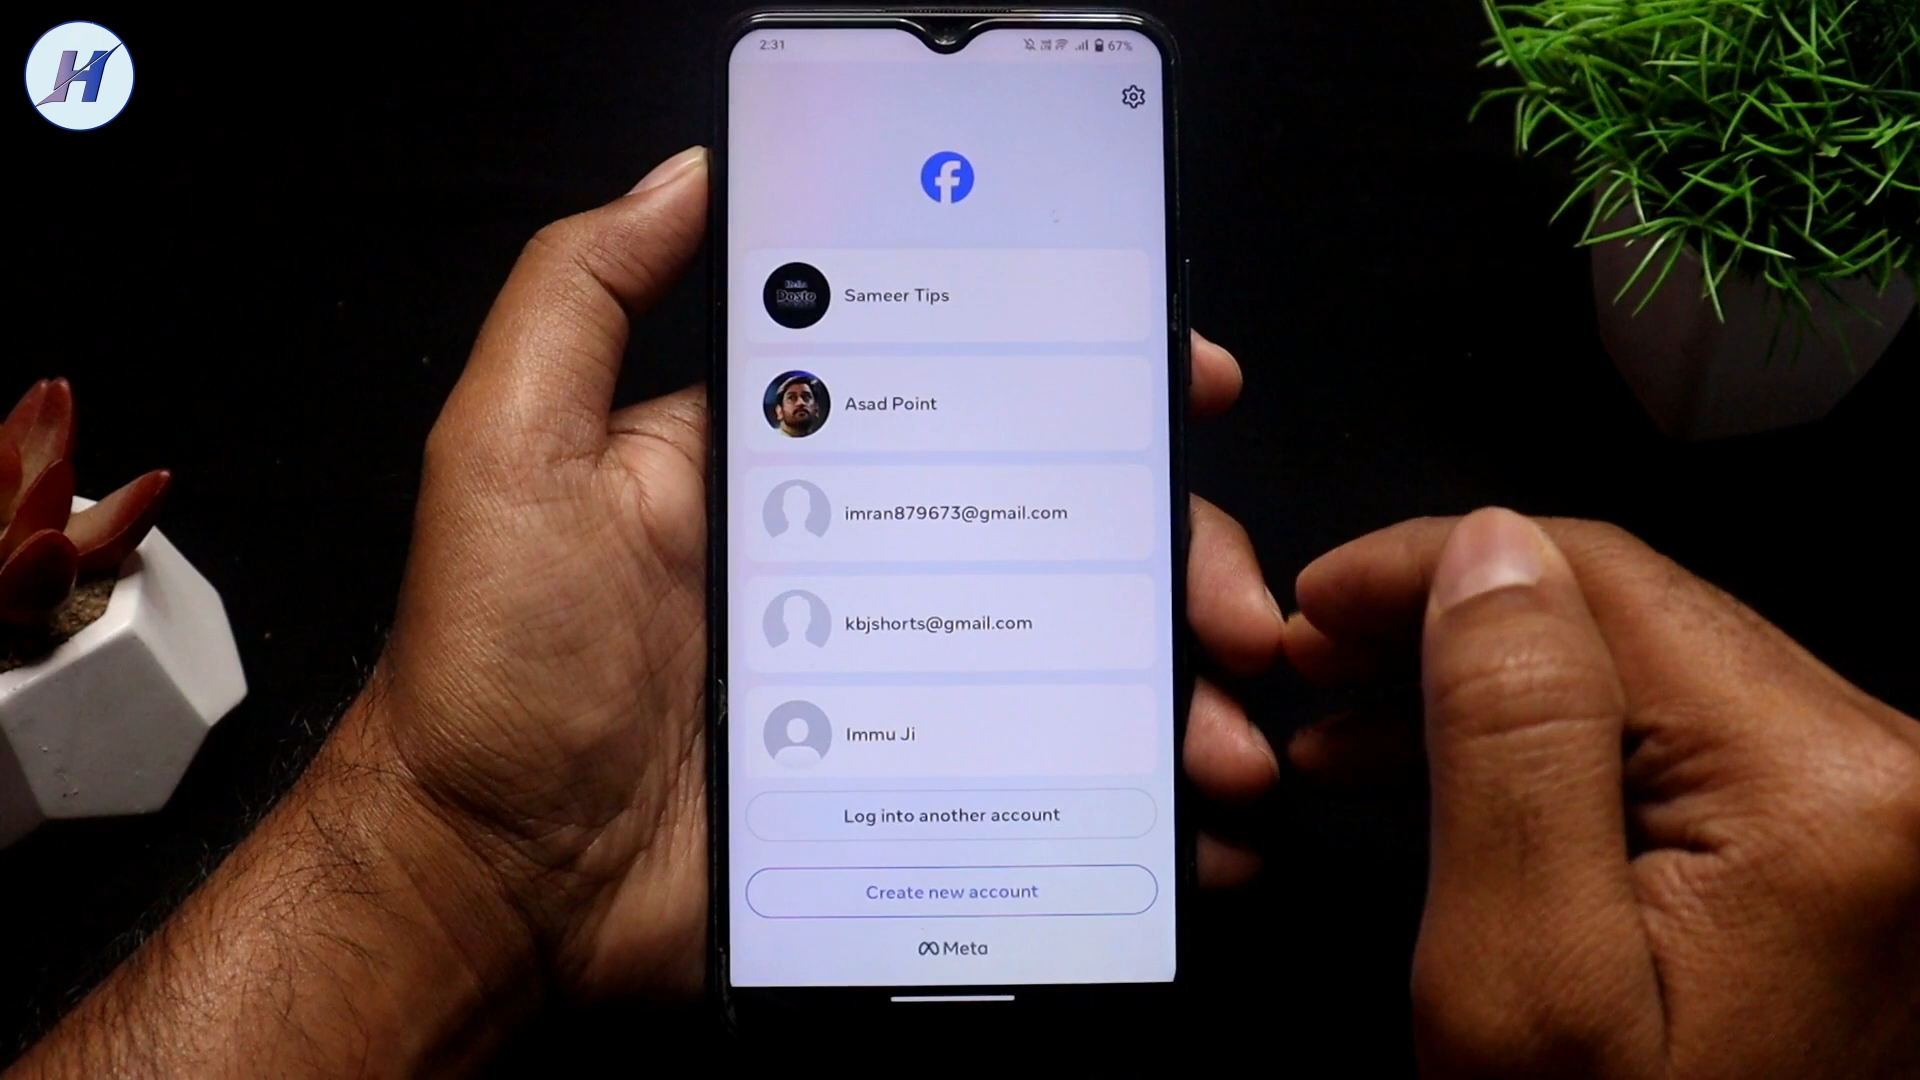 H
2:31
67%
Sameer Tips
Dosto
Asad Point
imran879673@gmail.com
kbjshorts@gmail.com
Immu Ji
Log into another account
Create new account
Meta